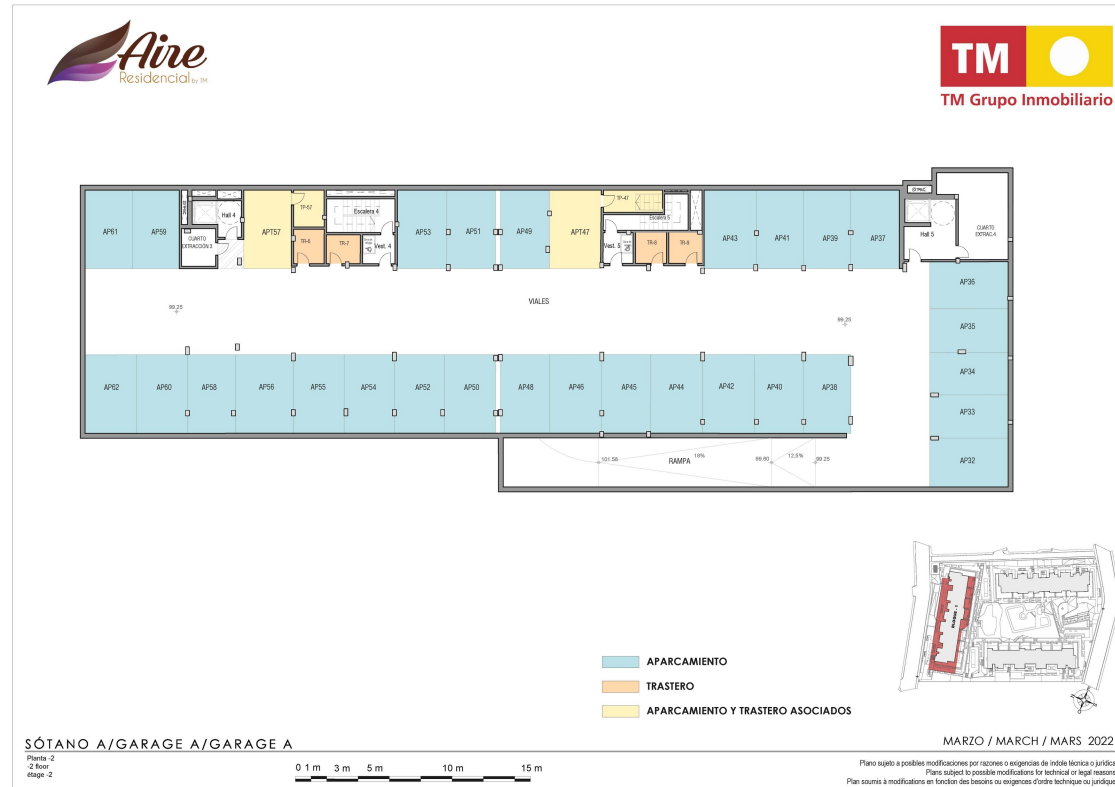 Aire
Residencial by TM
TM
TM Grupo Inmobiliario
AP61
AP59
CUARTO
EXTRACCIÓN 3
Hall 4
APT57
TP-57
TR-6
TR-7
Escalera 4
Vest. 4
AP53
AP51
AP49
APT47
TP-47
Escalera 5
Vest. 5
TR-8
TR-9
AP43
AP41
AP39
AP37
Hall 5
CUARTO
EXTRAC.4
AP36
AP35
AP34
AP33
AP32
VIALES
99.25
99.25
AP62
AP60
AP58
AP56
AP55
AP54
AP52
AP50
AP48
AP46
AP45
AP44
AP42
AP40
AP38
101.58
RAMPA
18%
99.60
12.5%
99.25
BLOQUE - 1
APARCAMIENTO
TRASTERO
APARCAMIENTO Y TRASTERO ASOCIADOS
SÓTANO A/GARAGE A/GARAGE A
Planta -2
-2 floor
étage -2
0 1 m 3 m 5 m 10 m 15 m
MARZO / MARCH / MARS 2022
Plano sujeto a posibles modificaciones por razones o exigencias de índole técnica o jurídica
Plans subject to possible modifications for technical or legal reasons
Plan soumis à modifications en fonction des besoins ou exigences d'ordre technique ou juridique